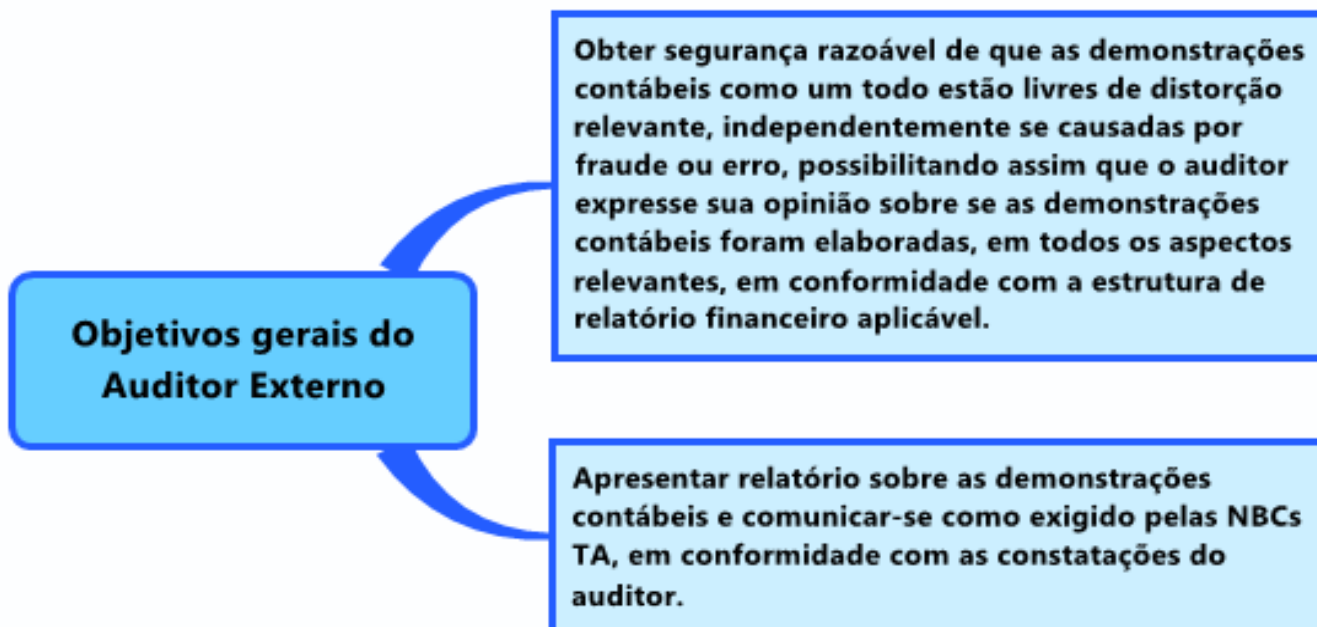 Obter segurança razoável de que as demonstrações
contábeis como um todo estão livres de distorção
relevante, independentemente se causadas por
fraude ou erro, possibilitando assim que o auditor
expresse sua opinião sobre se as demonstrações
contábeis foram elaboradas, em todos os aspectos
relevantes, em conformidade com a estrutura de
relatório financeiro aplicável.
Objetivos gerais do
Auditor Externo
Apresentar relatório sobre as demonstrações
contábeis e comunicar-se como exigido pelas NBCs
TA, em conformidade com as constatações do
auditor.